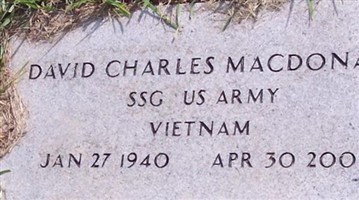 DAVID CHARLES MACDONA
SSG US ARMY
VIETNAM
JAN 27 1940 APR 30 200